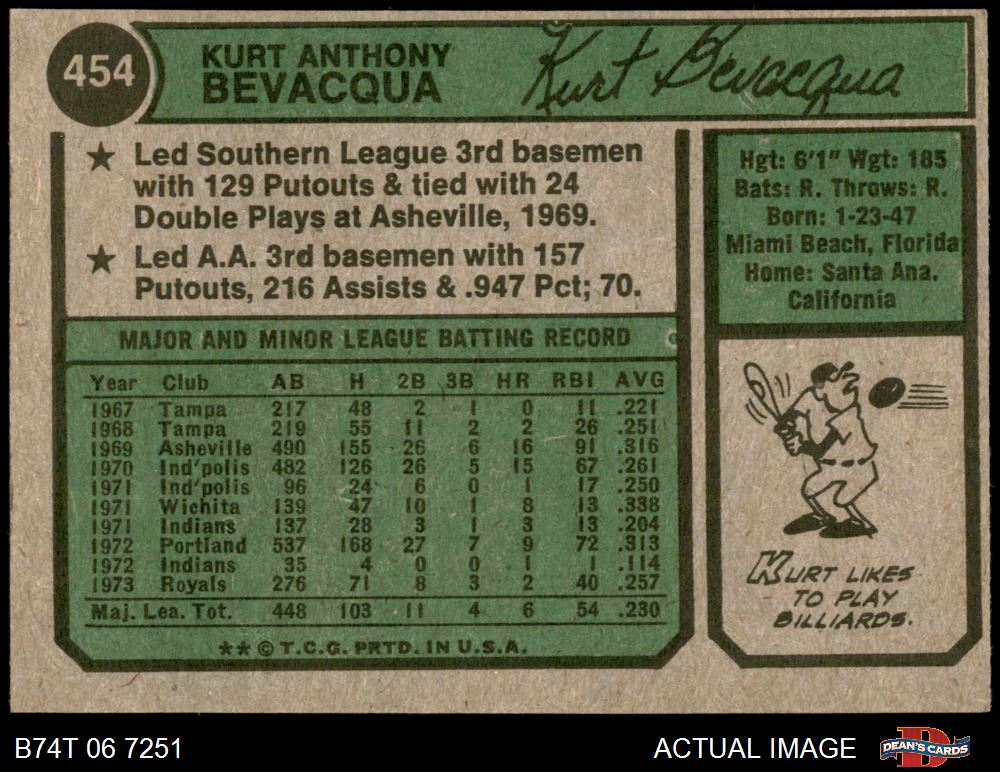 454
KURT ANTHONY
BEVACQUA
Kurt Bevacqua
★ Led Southern League 3rd basemen
with 129 Putouts & tied with 24
Double Plays at Asheville, 1969.
★ Led A.A. 3rd basemen with 157
Putouts, 216 Assists & .947 Pct; 70.
Hgt: 6'1" Wgt: 185
Bats: R. Throws: R.
Born: 1-23-47
Miami Beach, Florida
Home: Santa Ana.
California
MAJOR AND MINOR LEAGUE BATTING RECORD
Year Club AB H 2B 3B HR RBI AVG
1967 Tampa 217 48 2 1 0 11 .221
1968 Tampa 219 55 11 2 2 26 .251
1969 Asheville 490 155 26 6 16 91 .316
1970 Ind'polis 482 126 26 5 15 67 .261
1971 Ind'polis 96 24 6 0 1 17 .250
1971 Wichita 139 47 10 1 8 13 .338
1971 Indians 137 28 3 1 3 13 .204
1972 Portland 537 168 27 7 9 72 .313
1972 Indians 35 4 0 0 1 1 .114
1973 Royals 276 71 8 3 2 40 .257
Maj. Lea. Tot. 448 103 11 4 6 54 .230
** © T.C.G. PRTD. IN U.S.A.
KURT LIKES
TO PLAY
BILLIARDS.
B74T 06 7251
ACTUAL IMAGE
D
DEAN'S CARDS